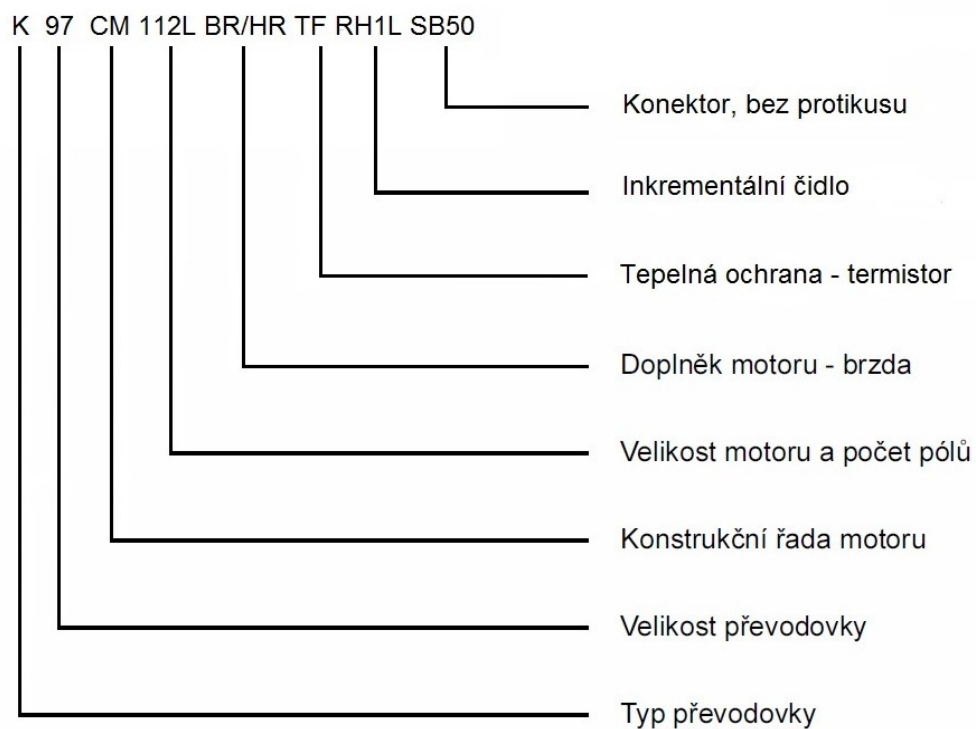 K 97 CM 112L BR/HR TF RH1L SB50
Konektor, bez protikusu
Inkrementální čidlo
Tepelná ochrana - termistor
Doplněk motoru - brzda
Velikost motoru a počet pólů
Konstrukční řada motoru
Velikost převodovky
Typ převodovky